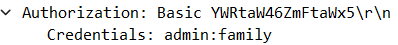 Authorization: Basic YWRtaW46ZmFtaWx5\r\n
Credentials: admin:family